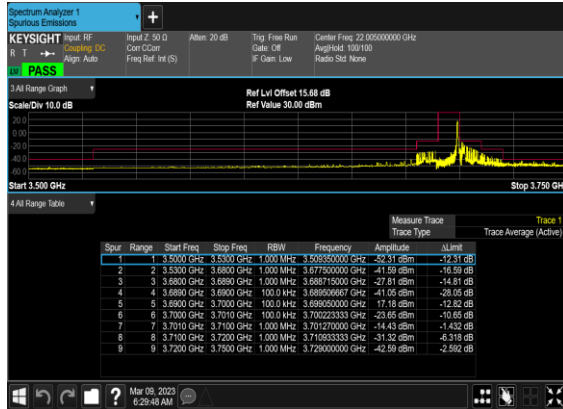 Spectrum Analyzer 1
Spurious Emissions
+
KEYSIGHT Input: RF Input Z: 50 Ω Atten: 20 dB Trig: Free Run Center Freq: 22.005000000 GHz
R T Coupling: DC Corr CCorr Gate: Off Avg|Hold: 100/100
Align: Auto Freq Ref: Int (S) IF Gain: Low Radio Std: None
PASS
3 All Range Graph
Ref Lvl Offset 15.68 dB
Scale/Div 10.0 dB Ref Value 30.00 dBm
20.0
0.00
-20.0
-40.0
-60.0
Start 3.500 GHz Stop 3.750 GH
4 All Range Table
Measure Trace Trace 1
Trace Type Trace Average (Active)
Spur Range Start Freq Stop Freq RBW Frequency Amplitude ΔLimit
1 1 3.5000 GHz 3.5300 GHz 1.000 MHz 3.509350000 GHz -52.31 dBm -12.31 dB
2 2 3.5300 GHz 3.6800 GHz 1.000 MHz 3.677500000 GHz -41.59 dBm -16.59 dB
3 3 3.6800 GHz 3.6890 GHz 1.000 MHz 3.688715000 GHz -27.81 dBm -14.81 dB
4 4 3.6890 GHz 3.6900 GHz 100.0 kHz 3.689506667 GHz -41.05 dBm -28.05 dB
5 5 3.6900 GHz 3.7000 GHz 100.0 kHz 3.699050000 GHz 17.18 dBm -12.82 dB
6 6 3.7000 GHz 3.7010 GHz 100.0 kHz 3.700223333 GHz -23.65 dBm -10.65 dB
7 7 3.7010 GHz 3.7100 GHz 1.000 MHz 3.701270000 GHz -14.43 dBm -1.432 dB
8 8 3.7100 GHz 3.7200 GHz 1.000 MHz 3.710933333 GHz -31.32 dBm -6.318 dB
9 9 3.7200 GHz 3.7500 GHz 1.000 MHz 3.729000000 GHz -42.59 dBm -2.592 dB
? Mar 09, 2023
6:29:48 AM